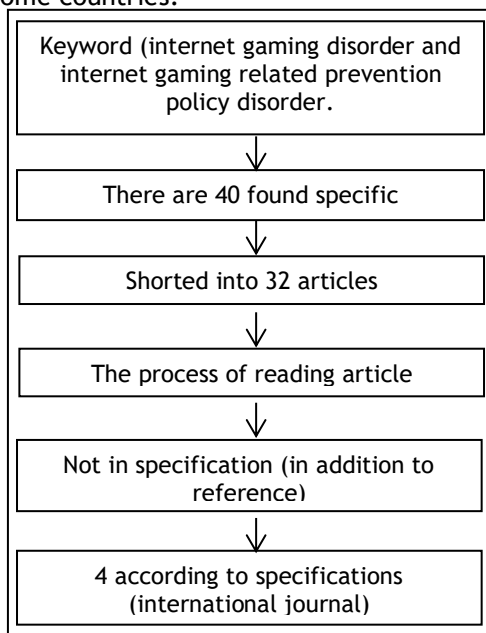 ome countries.
Keyword (internet gaming disorder and
internet gaming related prevention
policy disorder.
There are 40 found specific
Shorted into 32 articles
The process of reading article
Not in specification (in addition to
reference)
4 according to specifications
(international journal)